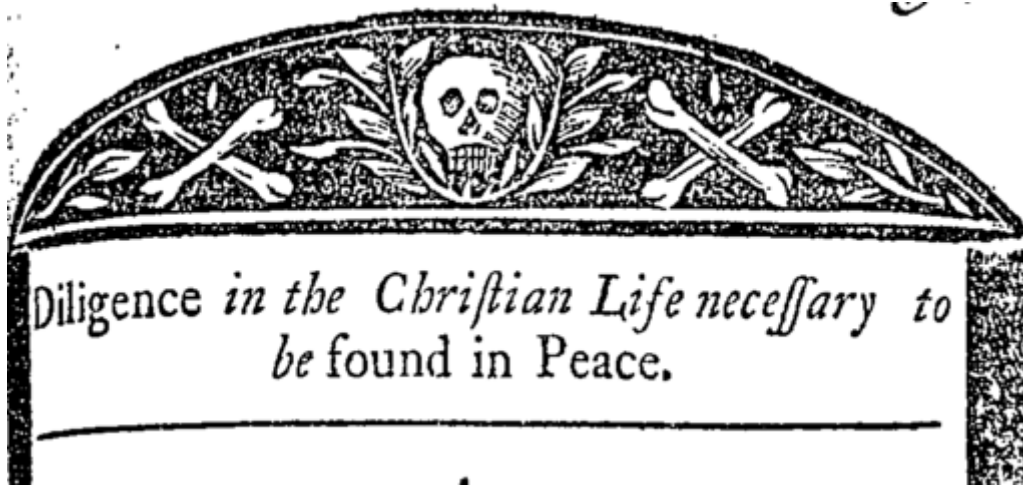 Diligence in the Chriſtian Life neceſſary to
be found in Peace.